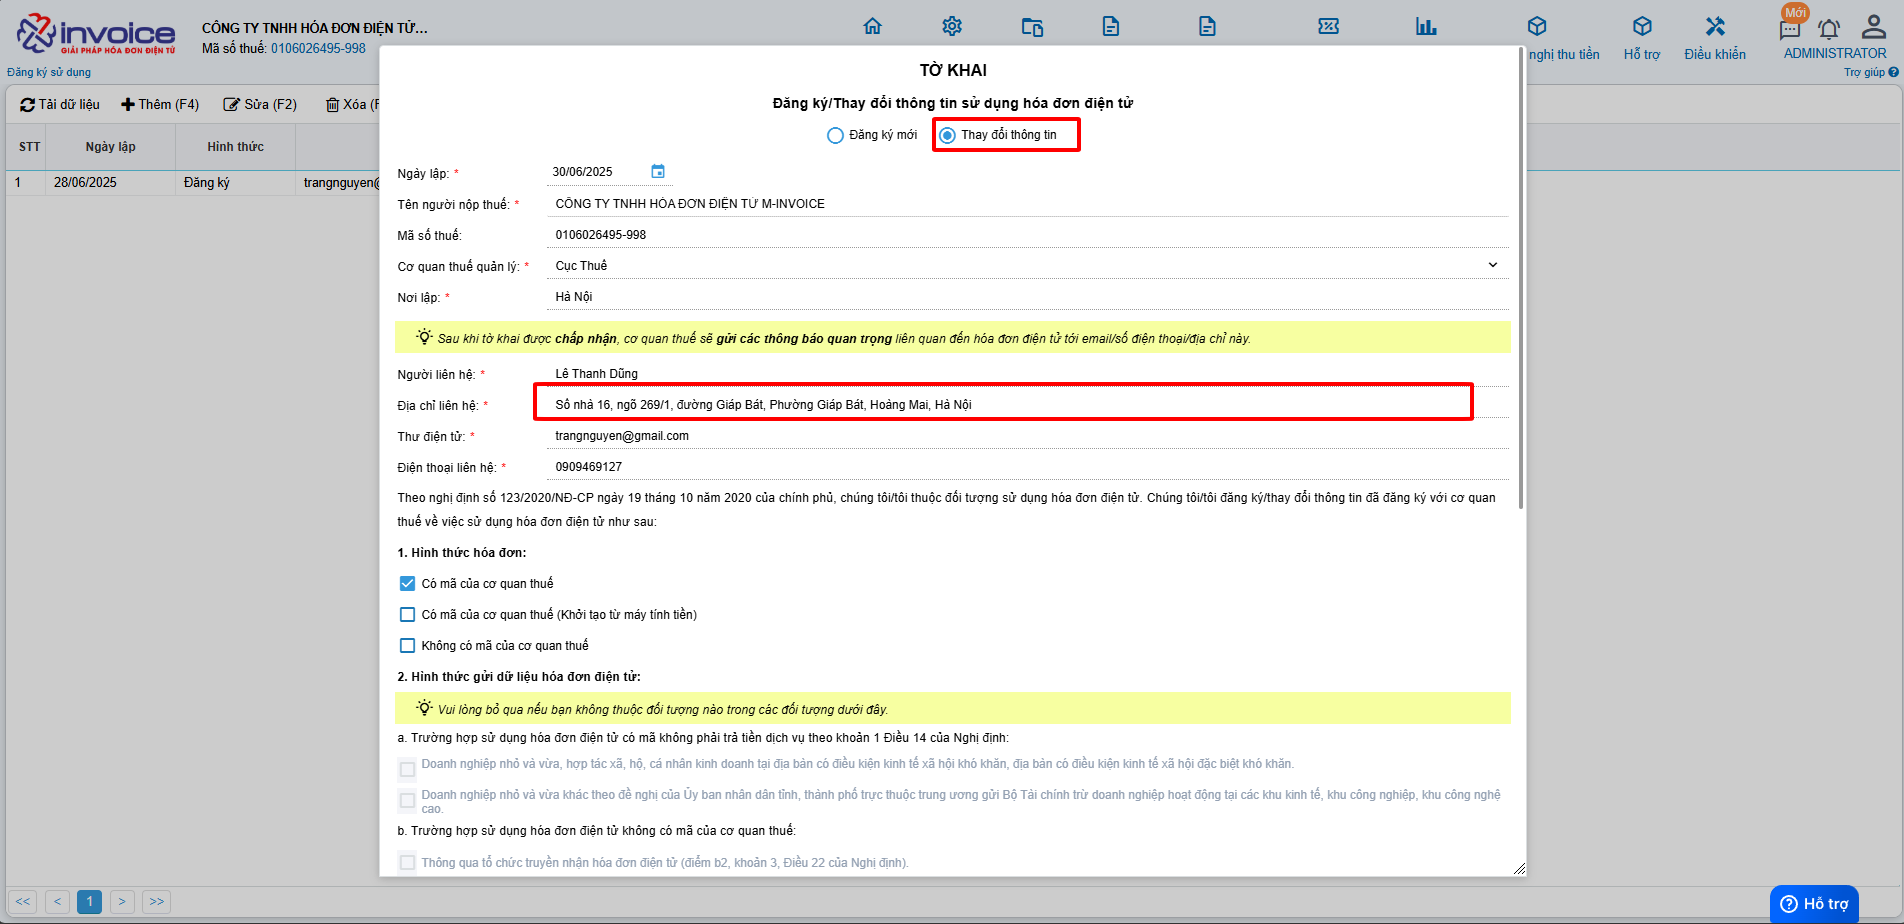 invoice
GIẢI PHÁP HÓA ĐƠN ĐIỆN TỬ
CÔNG TY TNHH HÓA ĐƠN ĐIỆN TỬ...
Mã số thuế: 0106026495-998
nghị thu tiền
Hỗ trợ
Điều khiển
Mới
ADMINISTRATOR
Đăng ký sử dụng
Trợ giúp
Tải dữ liệu
Thêm (F4)
Sửa (F2)
Xóa (F
STT
Ngày lập
Hình thức
1
28/06/2025
Đăng ký
trangnguyen@
TỜ KHAI
Đăng ký/Thay đổi thông tin sử dụng hóa đơn điện tử
Đăng ký mới
Thay đổi thông tin
Ngày lập: * 30/06/2025
Tên người nộp thuế: * CÔNG TY TNHH HÓA ĐƠN ĐIỆN TỬ M-INVOICE
Mã số thuế: 0106026495-998
Cơ quan thuế quản lý: * Cục Thuế
Nơi lập: * Hà Nội
Sau khi tờ khai được chấp nhận, cơ quan thuế sẽ gửi các thông báo quan trọng liên quan đến hóa đơn điện tử tới email/số điện thoại/địa chỉ này.
Người liên hệ: * Lê Thanh Dũng
Địa chỉ liên hệ: * Số nhà 16, ngõ 269/1, đường Giáp Bát, Phường Giáp Bát, Hoàng Mai, Hà Nội
Thư điện tử: * trangnguyen@gmail.com
Điện thoại liên hệ: * 0909469127
Theo nghị định số 123/2020/NĐ-CP ngày 19 tháng 10 năm 2020 của chính phủ, chúng tôi/tôi thuộc đối tượng sử dụng hóa đơn điện tử. Chúng tôi/tôi đăng ký/thay đổi thông tin đã đăng ký với cơ quan
thuế về việc sử dụng hóa đơn điện tử như sau:
1. Hình thức hóa đơn:
Có mã của cơ quan thuế
Có mã của cơ quan thuế (Khởi tạo từ máy tính tiền)
Không có mã của cơ quan thuế
2. Hình thức gửi dữ liệu hóa đơn điện tử:
Vui lòng bỏ qua nếu bạn không thuộc đối tượng nào trong các đối tượng dưới đây.
a. Trường hợp sử dụng hóa đơn điện tử có mã không phải trả tiền dịch vụ theo khoản 1 Điều 14 của Nghị định:
Doanh nghiệp nhỏ và vừa, hợp tác xã, hộ, cá nhân kinh doanh tại địa bàn có điều kiện kinh tế xã hội khó khăn, địa bàn có điều kiện kinh tế xã hội đặc biệt khó khăn.
Doanh nghiệp nhỏ và vừa khác theo đề nghị của Ủy ban nhân dân tỉnh, thành phố trực thuộc trung ương gửi Bộ Tài chính trừ doanh nghiệp hoạt động tại các khu kinh tế, khu công nghiệp, khu công nghệ
cao.
b. Trường hợp sử dụng hóa đơn điện tử không có mã của cơ quan thuế:
Thông qua tổ chức truyền nhận hóa đơn điện tử (điểm b2, khoản 3, Điều 22 của Nghị định).
<< < 1 > >>
Hỗ trợ